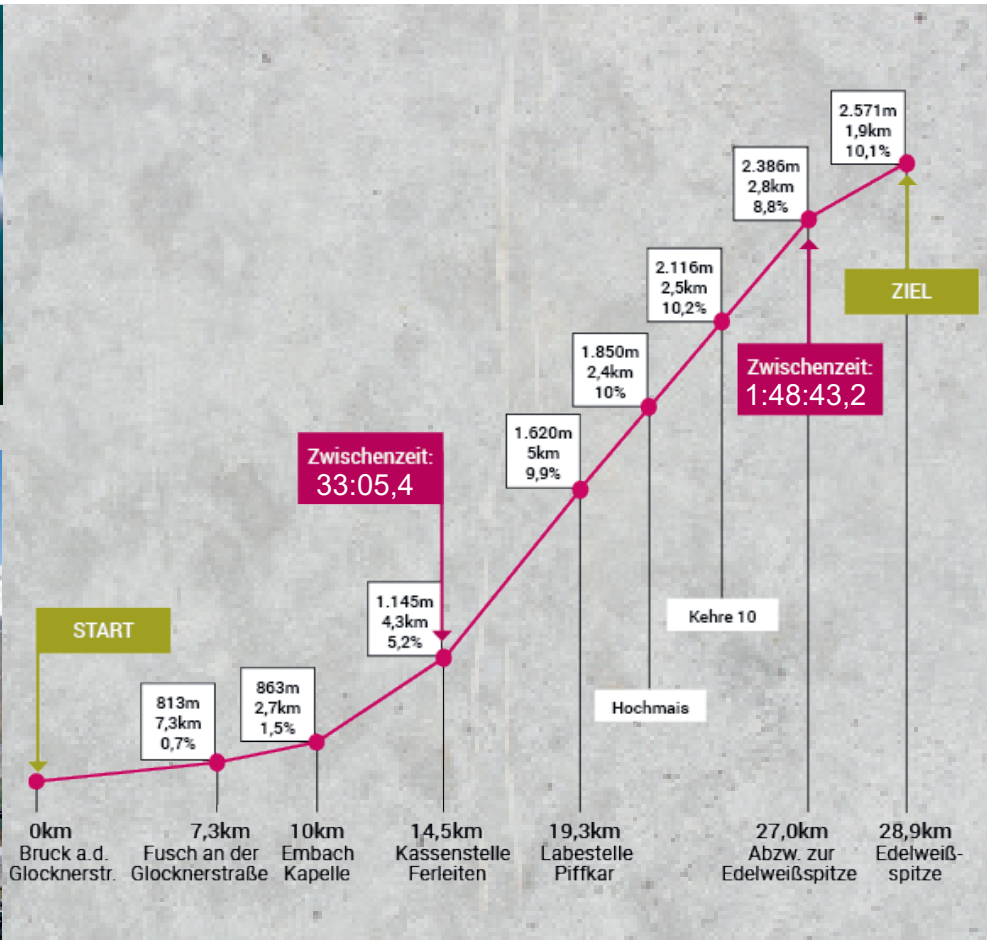 2.571m
1,9km
10,1%
2.386m
2,8km
8,8%
2.116m
2,5km
10,2%
ZIEL
1.850m
2,4km
10%
Zwischenzeit:
1:48:43,2
1.620m
5km
9,9%
Zwischenzeit:
33:05,4
1.145m
4,3km
5,2%
START
Kehre 10
863m
2,7km
1,5%
813m
7,3km
0,7%
Hochmais
0km
Bruck a.d.
Glocknerstr.
7,3km
Fusch an der
Glocknerstraße
10km
Embach
Kapelle
14,5km
Kassenstelle
Ferleiten
19,3km
Labestelle
Piffkar
27,0km
Abzw. zur
Edelweißspitze
28,9km
Edelweiß-
spitze